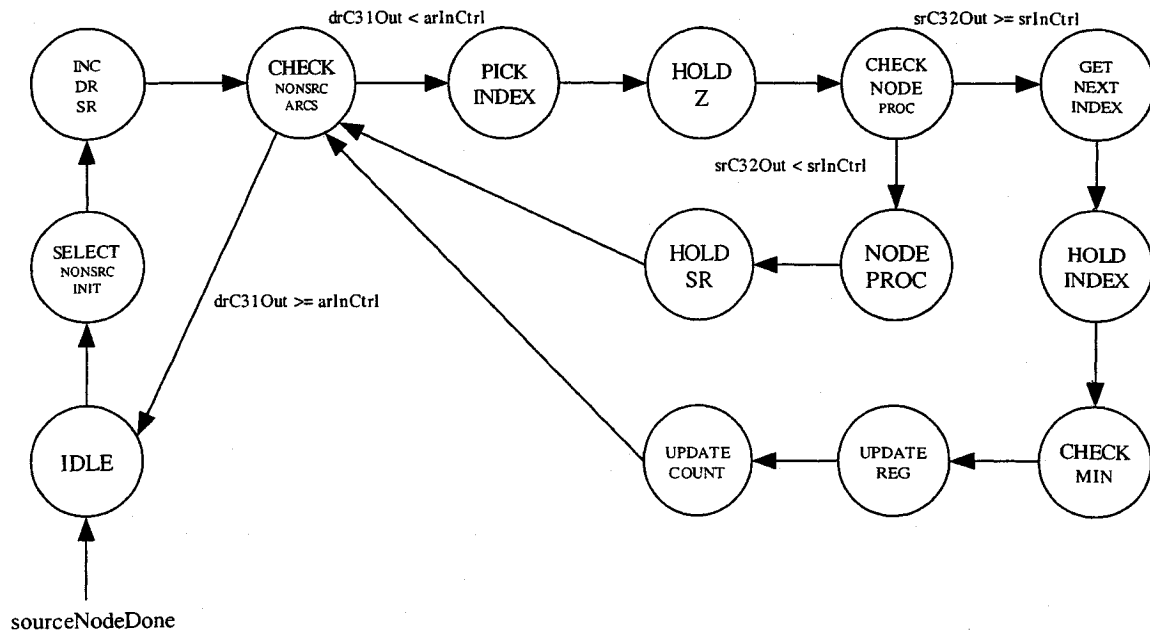 drC31Out < arInCtrl
srC32Out >= srInCtrl
INC
DR
SR
CHECK
NONSRC
ARCS
PICK
INDEX
HOLD
Z
CHECK
NODE
PROC
GET
NEXT
INDEX
srC32Out < srInCtrl
SELECT
NONSRC
INIT
HOLD
SR
NODE
PROC
HOLD
INDEX
drC31Out >= arInCtrl
IDLE
UPDATE
COUNT
UPDATE
REG
CHECK
MIN
sourceNodeDone